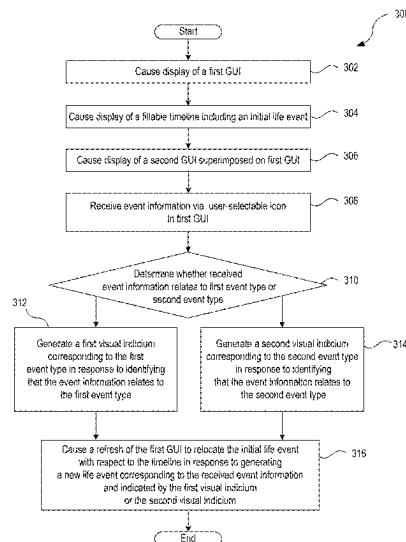 300
Start
Cause display of a first GUI
302
Cause display of a fillable timeline including an initial life event
304
Cause display of a second GUI superimposed on first GUI
306
Receive event information via user-selectable icon
in first GUI
308
Determine whether received
event information relates to first event type or
second event type
310
312
Generate a first visual indicium
corresponding to the first
event type in response to identifying
that the event information relates to
the first event type
Generate a second visual indicium
corresponding to the second event type
in response to identifying
that the event information relates to
the second event type
314
Cause a refresh of the first GUI to relocate the initial life event
with respect to the timeline in response to generating
a new life event corresponding to the received event information
and indicated by the first visual indicium
or the second visual indicium
316
End